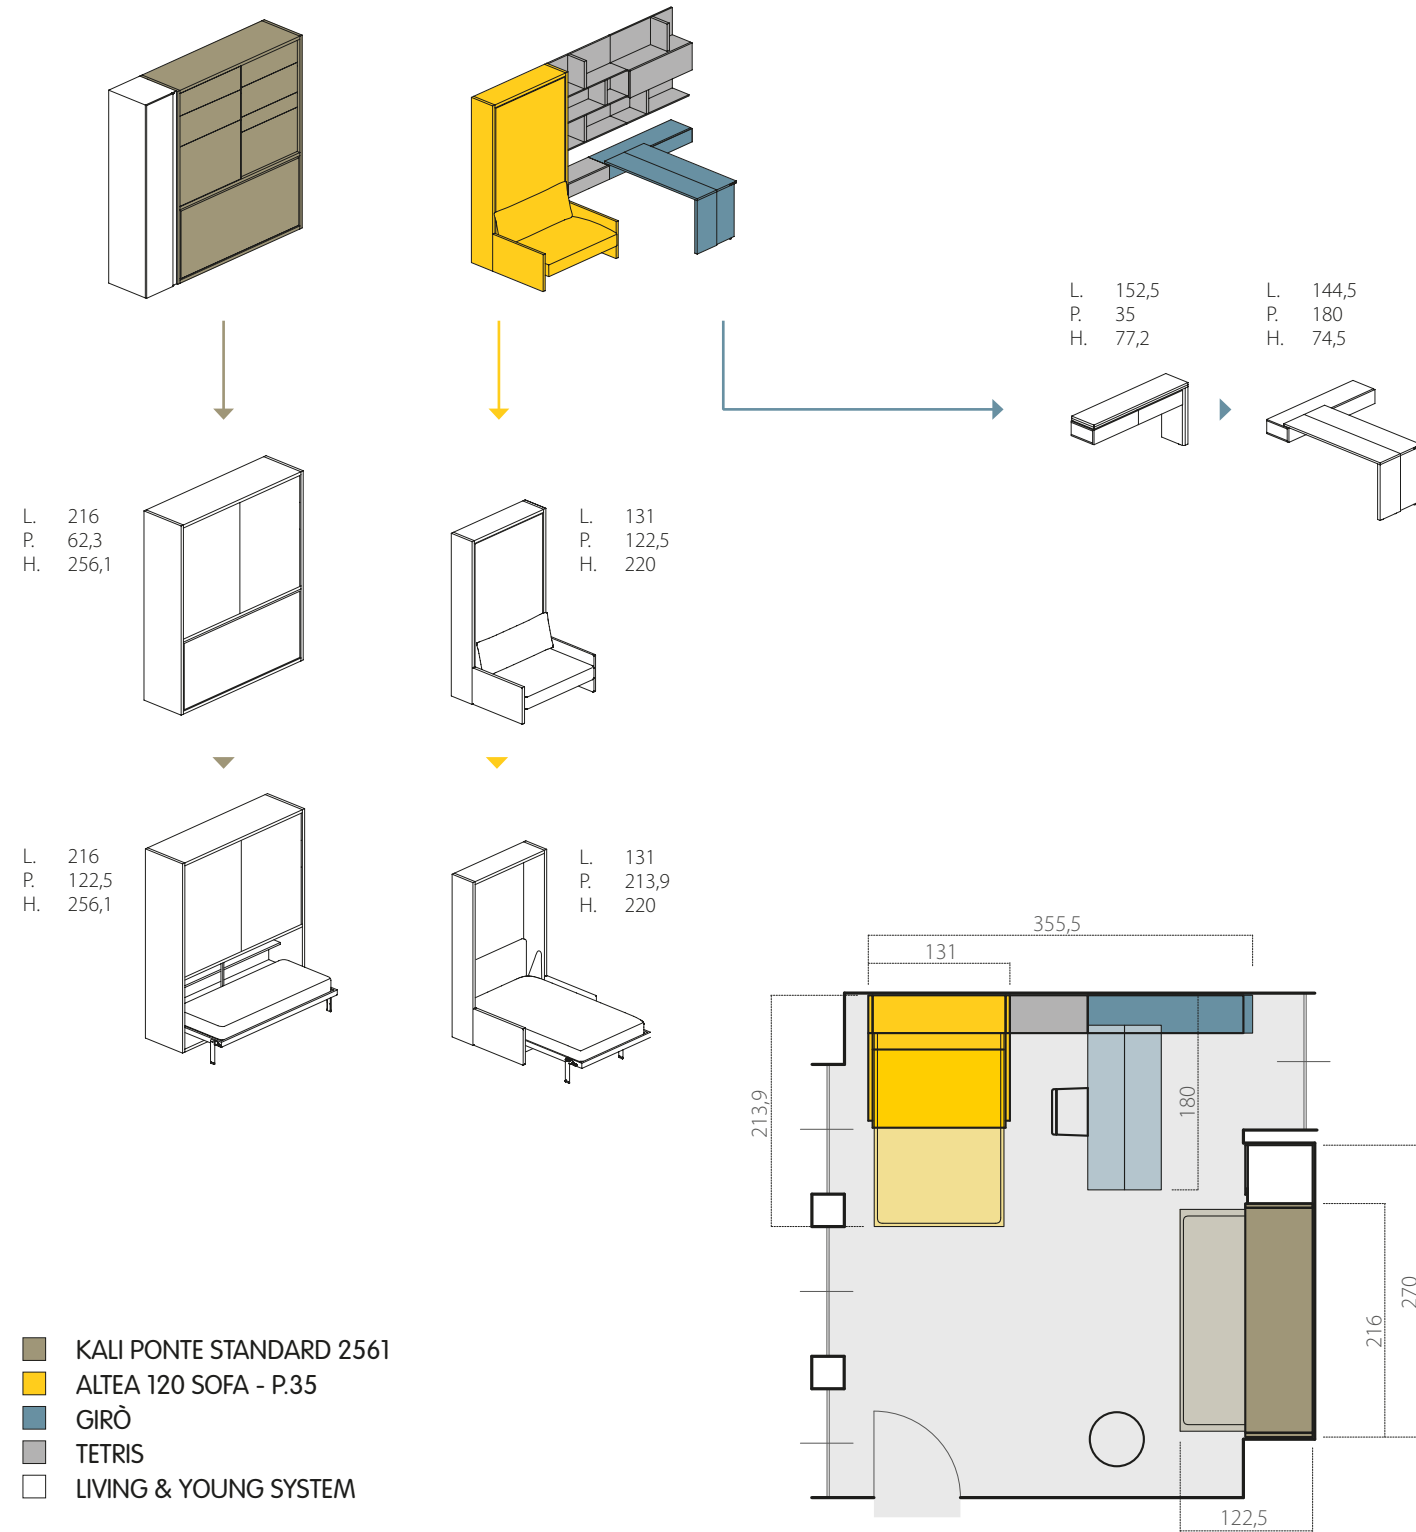 L. 152,5
P. 35
H. 77,2
L. 144,5
P. 180
H. 74,5
L. 216
P. 62,3
H. 256,1
L. 131
P. 122,5
H. 220
L. 216
P. 122,5
H. 256,1
L. 131
P. 213,9
H. 220
355,5
131
213,9
180
270
216
122,5
KALI PONTE STANDARD 2561
ALTEA 120 SOFA - P.35
GIRÒ
TETRIS
LIVING & YOUNG SYSTEM